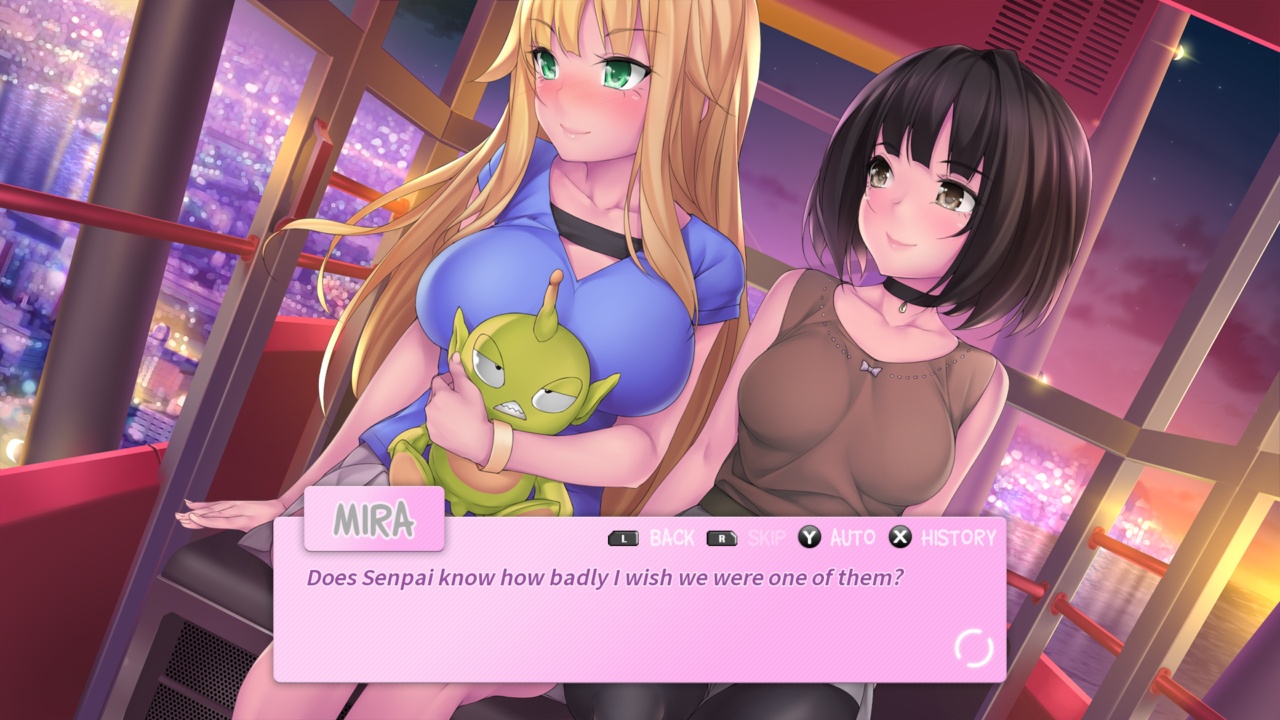 MIRA
L BACK R SKIP Y AUTO X HISTORY
Does Senpai know how badly I wish we were one of them?